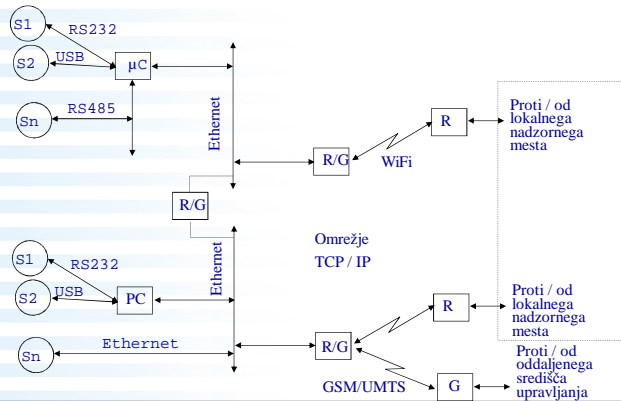 S1
RS232
S2
USB
µC
Sn
RS485
Ethernet
R/G
WiFi
R
Proti / od
lokalnega
nadzornega
mesta
R/G
Omrežje
TCP / IP
S1
RS232
S2
USB
PC
Ethernet
Sn
Ethernet
R/G
R
Proti / od
lokalnega
nadzornega
mesta
GSM/UMTS
G
Proti / od
oddaljenega
središča
upravljanja